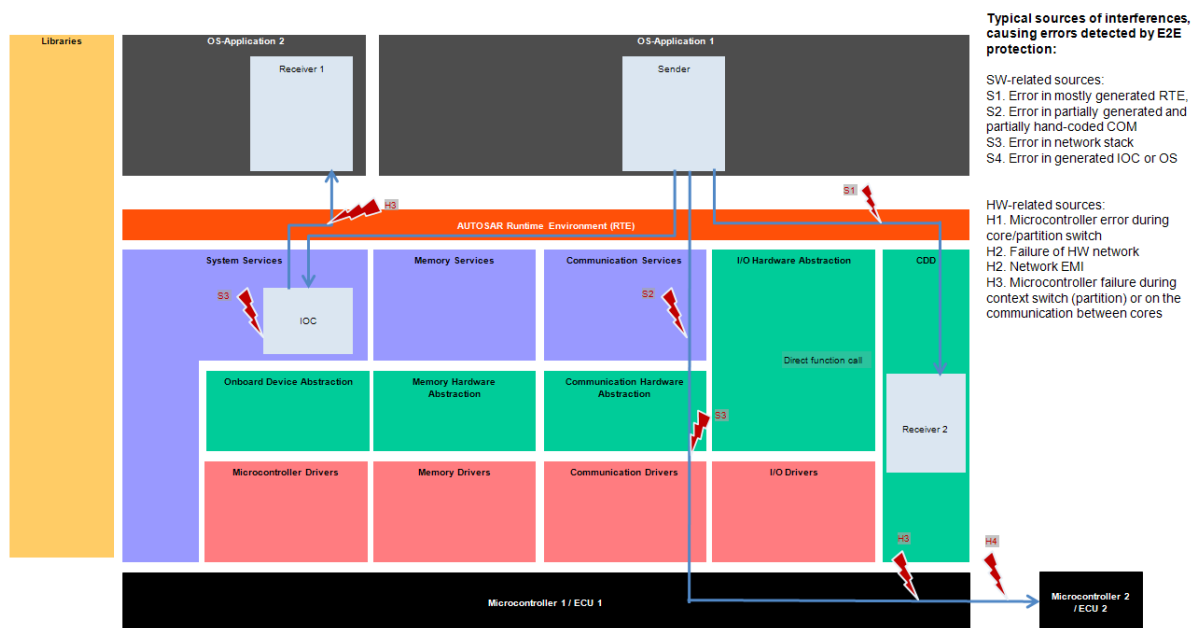 Typical sources of interferences,
causing errors detected by E2E
protection:
SW-related sources:
S1. Error in mostly generated RTE,
S2. Error in partially generated and
partially hand-coded COM
S3. Error in network stack
S4. Error in generated IOC or OS
HW-related sources:
H1. Microcontroller error during
core/partition switch
H2. Failure of HW network
H2. Network EMI
H3. Microcontroller failure during
context switch (partition) or on the
communication between cores
Libraries
OS-Application 2
OS-Application 1
Receiver 1
Sender
S1
H3
AUTOSAR Runtime Environment (RTE)
System Services
Memory Services
Communication Services
I/O Hardware Abstraction
CDD
S3
S2
IOC
Direct function call
Onboard Device Abstraction
Memory Hardware
Abstraction
Communication Hardware
Abstraction
S3
Receiver 2
Microcontroller Drivers
Memory Drivers
Communication Drivers
I/O Drivers
H3
H4
Microcontroller 1 / ECU 1
Microcontroller 2
/ ECU 2